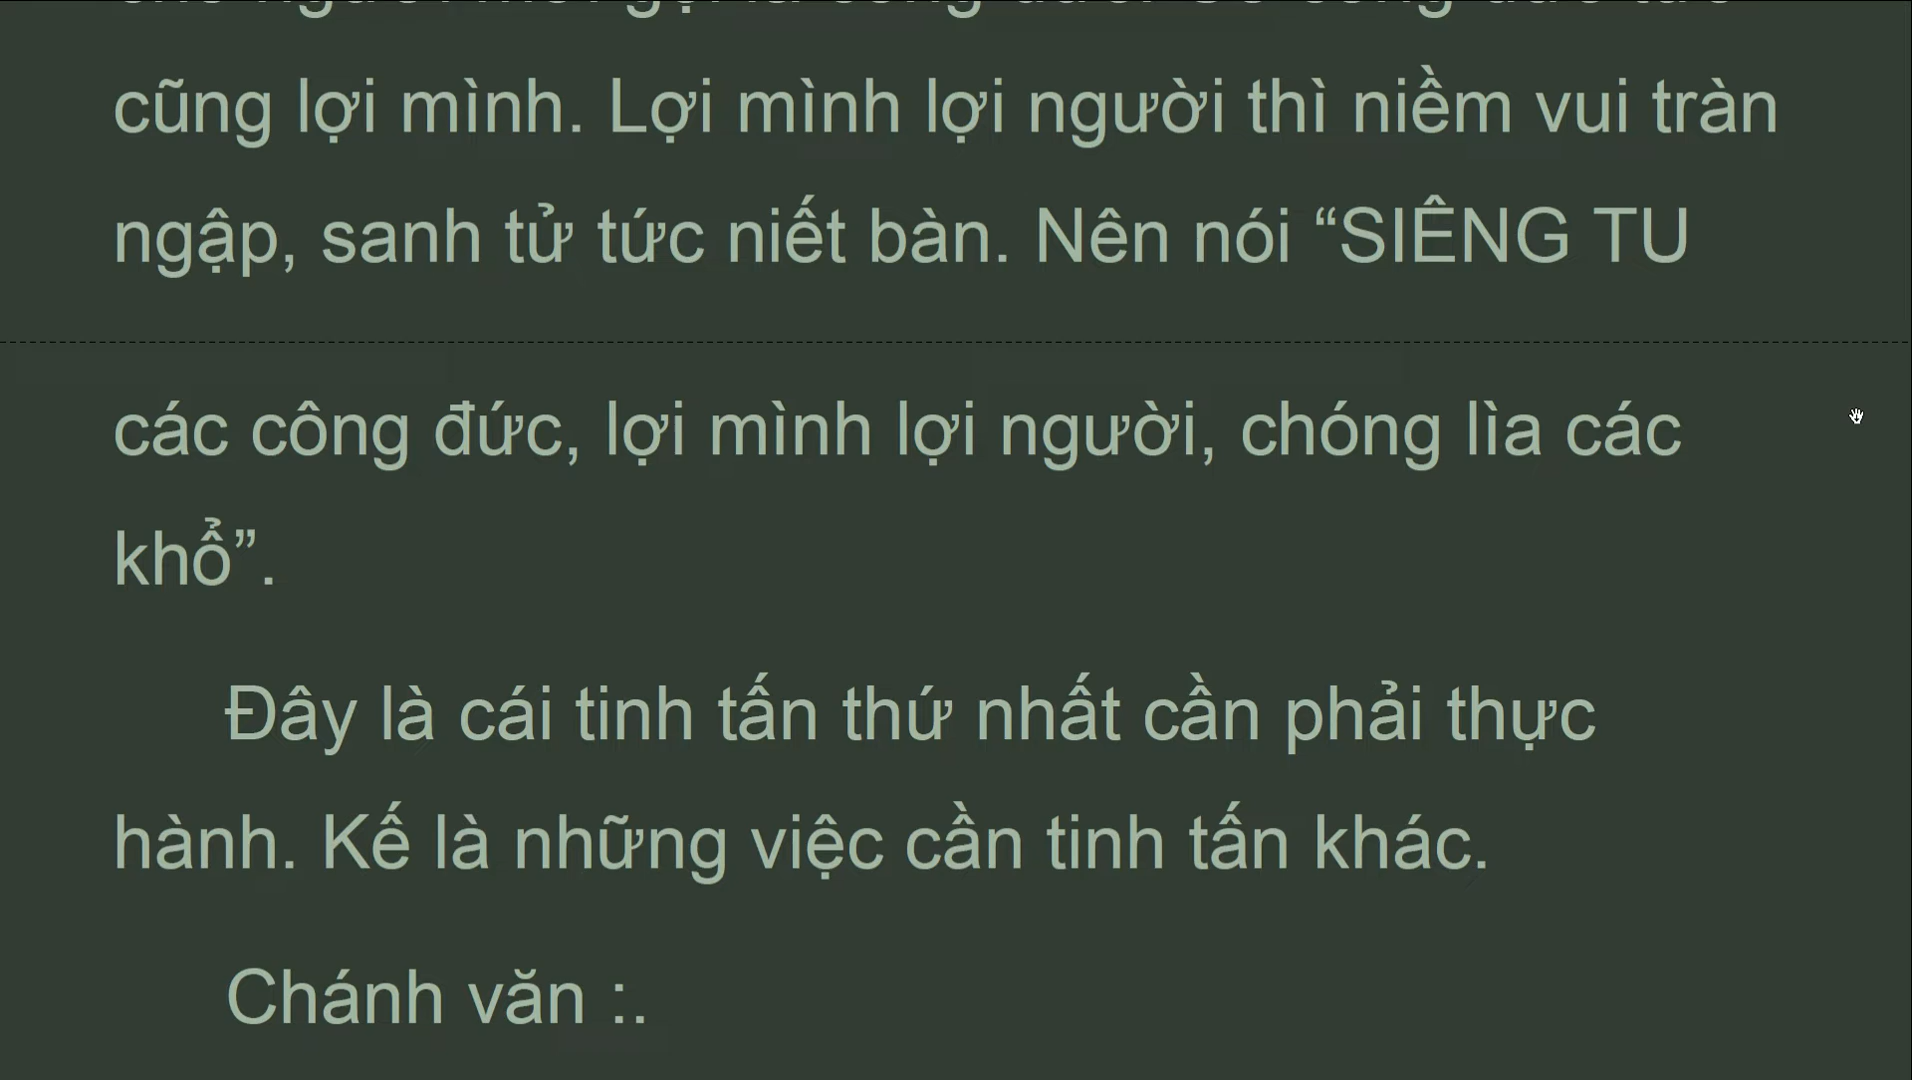 cũng lợi mình. Lợi mình lợi người thì niềm vui tràn
ngập, sanh tử tức niết bàn. Nên nói “SIÊNG TU
các công đức, lợi mình lợi người, chóng lìa các
khổ”.
Đây là cái tinh tấn thứ nhất cần phải thực
hành. Kế là những việc cần tinh tấn khác.
Chánh văn :.